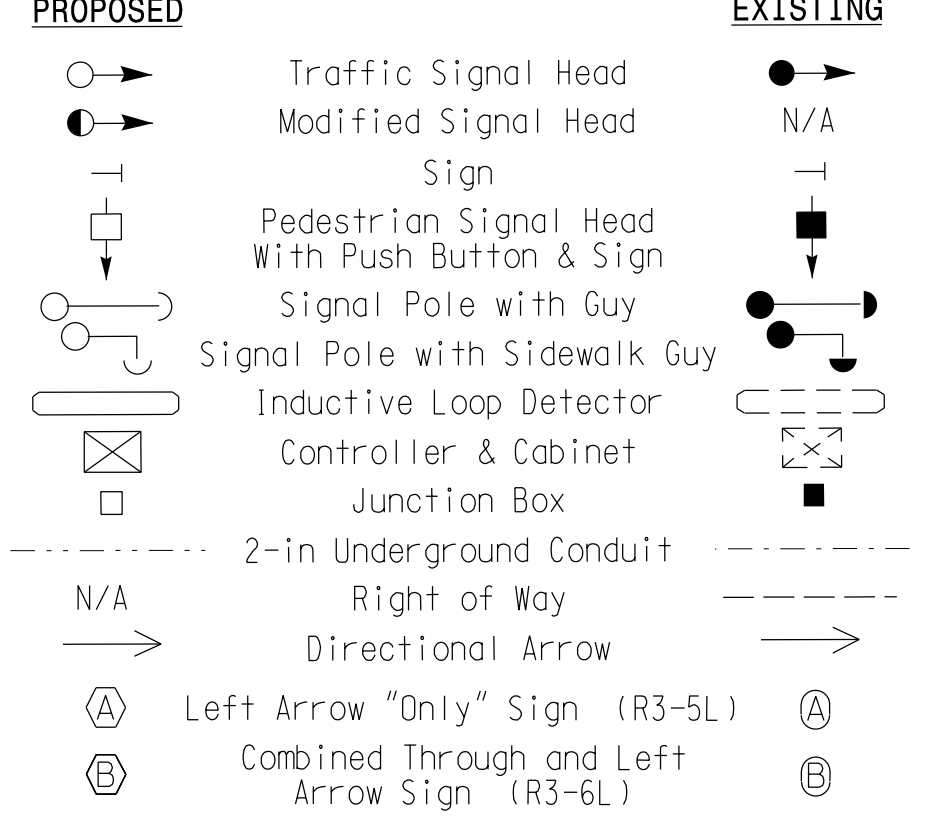 PROPOSED EXISTING
Traffic Signal Head
Modified Signal Head N/A
Sign
Pedestrian Signal Head
With Push Button & Sign
Signal Pole with Guy
Signal Pole with Sidewalk Guy
Inductive Loop Detector
Controller & Cabinet
Junction Box
2-in Underground Conduit
N/A Right of Way
Directional Arrow
A Left Arrow "Only" Sign (R3-5L) A
Combined Through and Left
B Arrow Sign (R3-6L) B